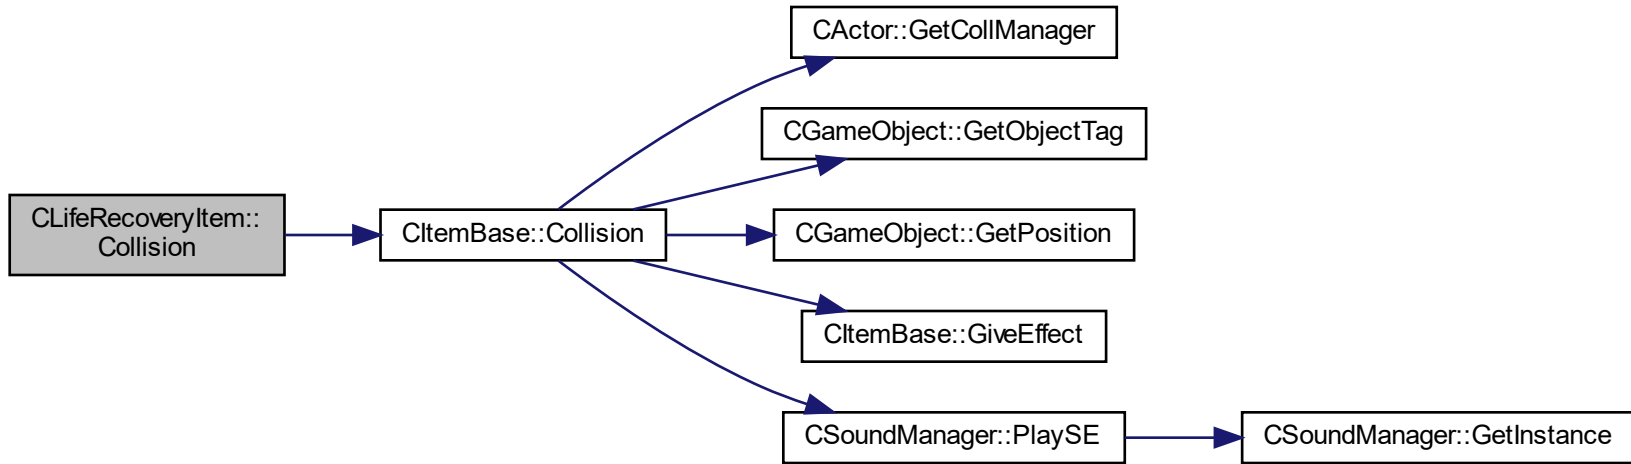 CLifeRecoveryItem::
Collision
CItemBase::Collision
CActor::GetCollManager
CGameObject::GetObjectTag
CGameObject::GetPosition
CItemBase::GiveEffect
CSoundManager::PlaySE
CSoundManager::GetInstance